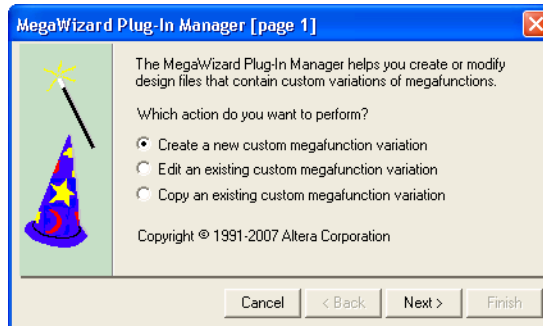 MegaWizard Plug-In Manager [page 1]
The MegaWizard Plug-In Manager helps you create or modify
design files that contain custom variations of megafunctions.
Which action do you want to perform?
Create a new custom megafunction variation
Edit an existing custom megafunction variation
Copy an existing custom megafunction variation
Copyright © 1991-2007 Altera Corporation
Cancel < Back Next > Finish